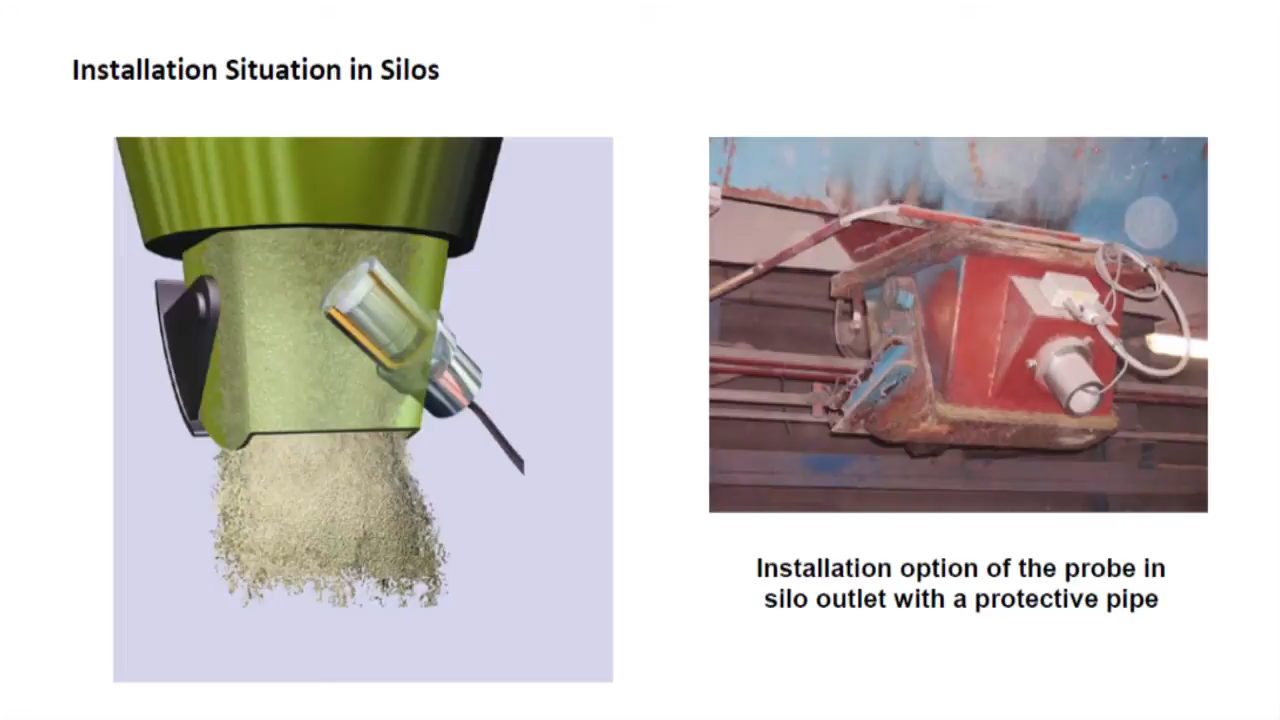 Installation Situation in Silos
Installation option of the probe in
silo outlet with a protective pipe